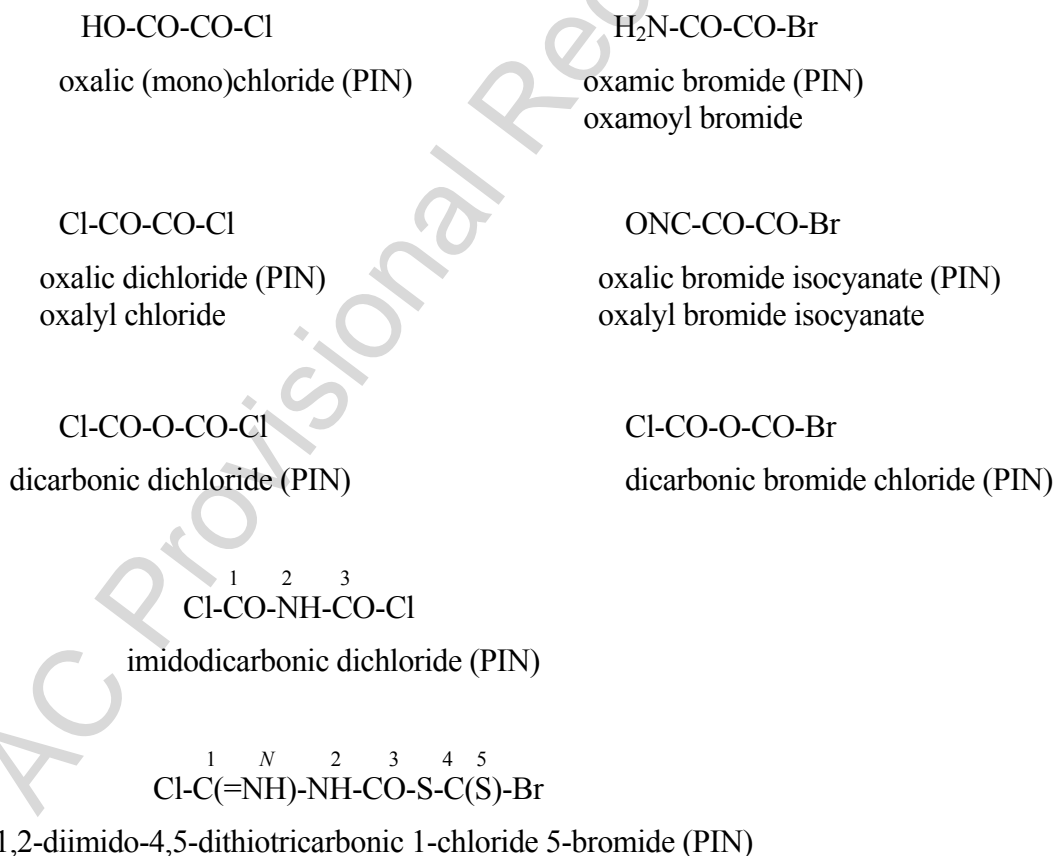 HO-CO-CO-Cl
H₂N-CO-CO-Br
oxalic (mono)chloride (PIN)
oxamic bromide (PIN)
oxamoyl bromide
Cl-CO-CO-Cl
ONC-CO-CO-Br
oxalic dichloride (PIN)
oxalic bromide isocyanate (PIN)
oxalyl chloride
oxalyl bromide isocyanate
Cl-CO-O-CO-Cl
Cl-CO-O-CO-Br
dicarbonic dichloride (PIN)
dicarbonic bromide chloride (PIN)
1 2 3
Cl-CO-NH-CO-Cl
imidodicarbonic dichloride (PIN)
1 N 2 3 4 5
Cl-C(=NH)-NH-CO-S-C(S)-Br
1,2-diimido-4,5-dithiotricarbonic 1-chloride 5-bromide (PIN)
AC Provisional Rec